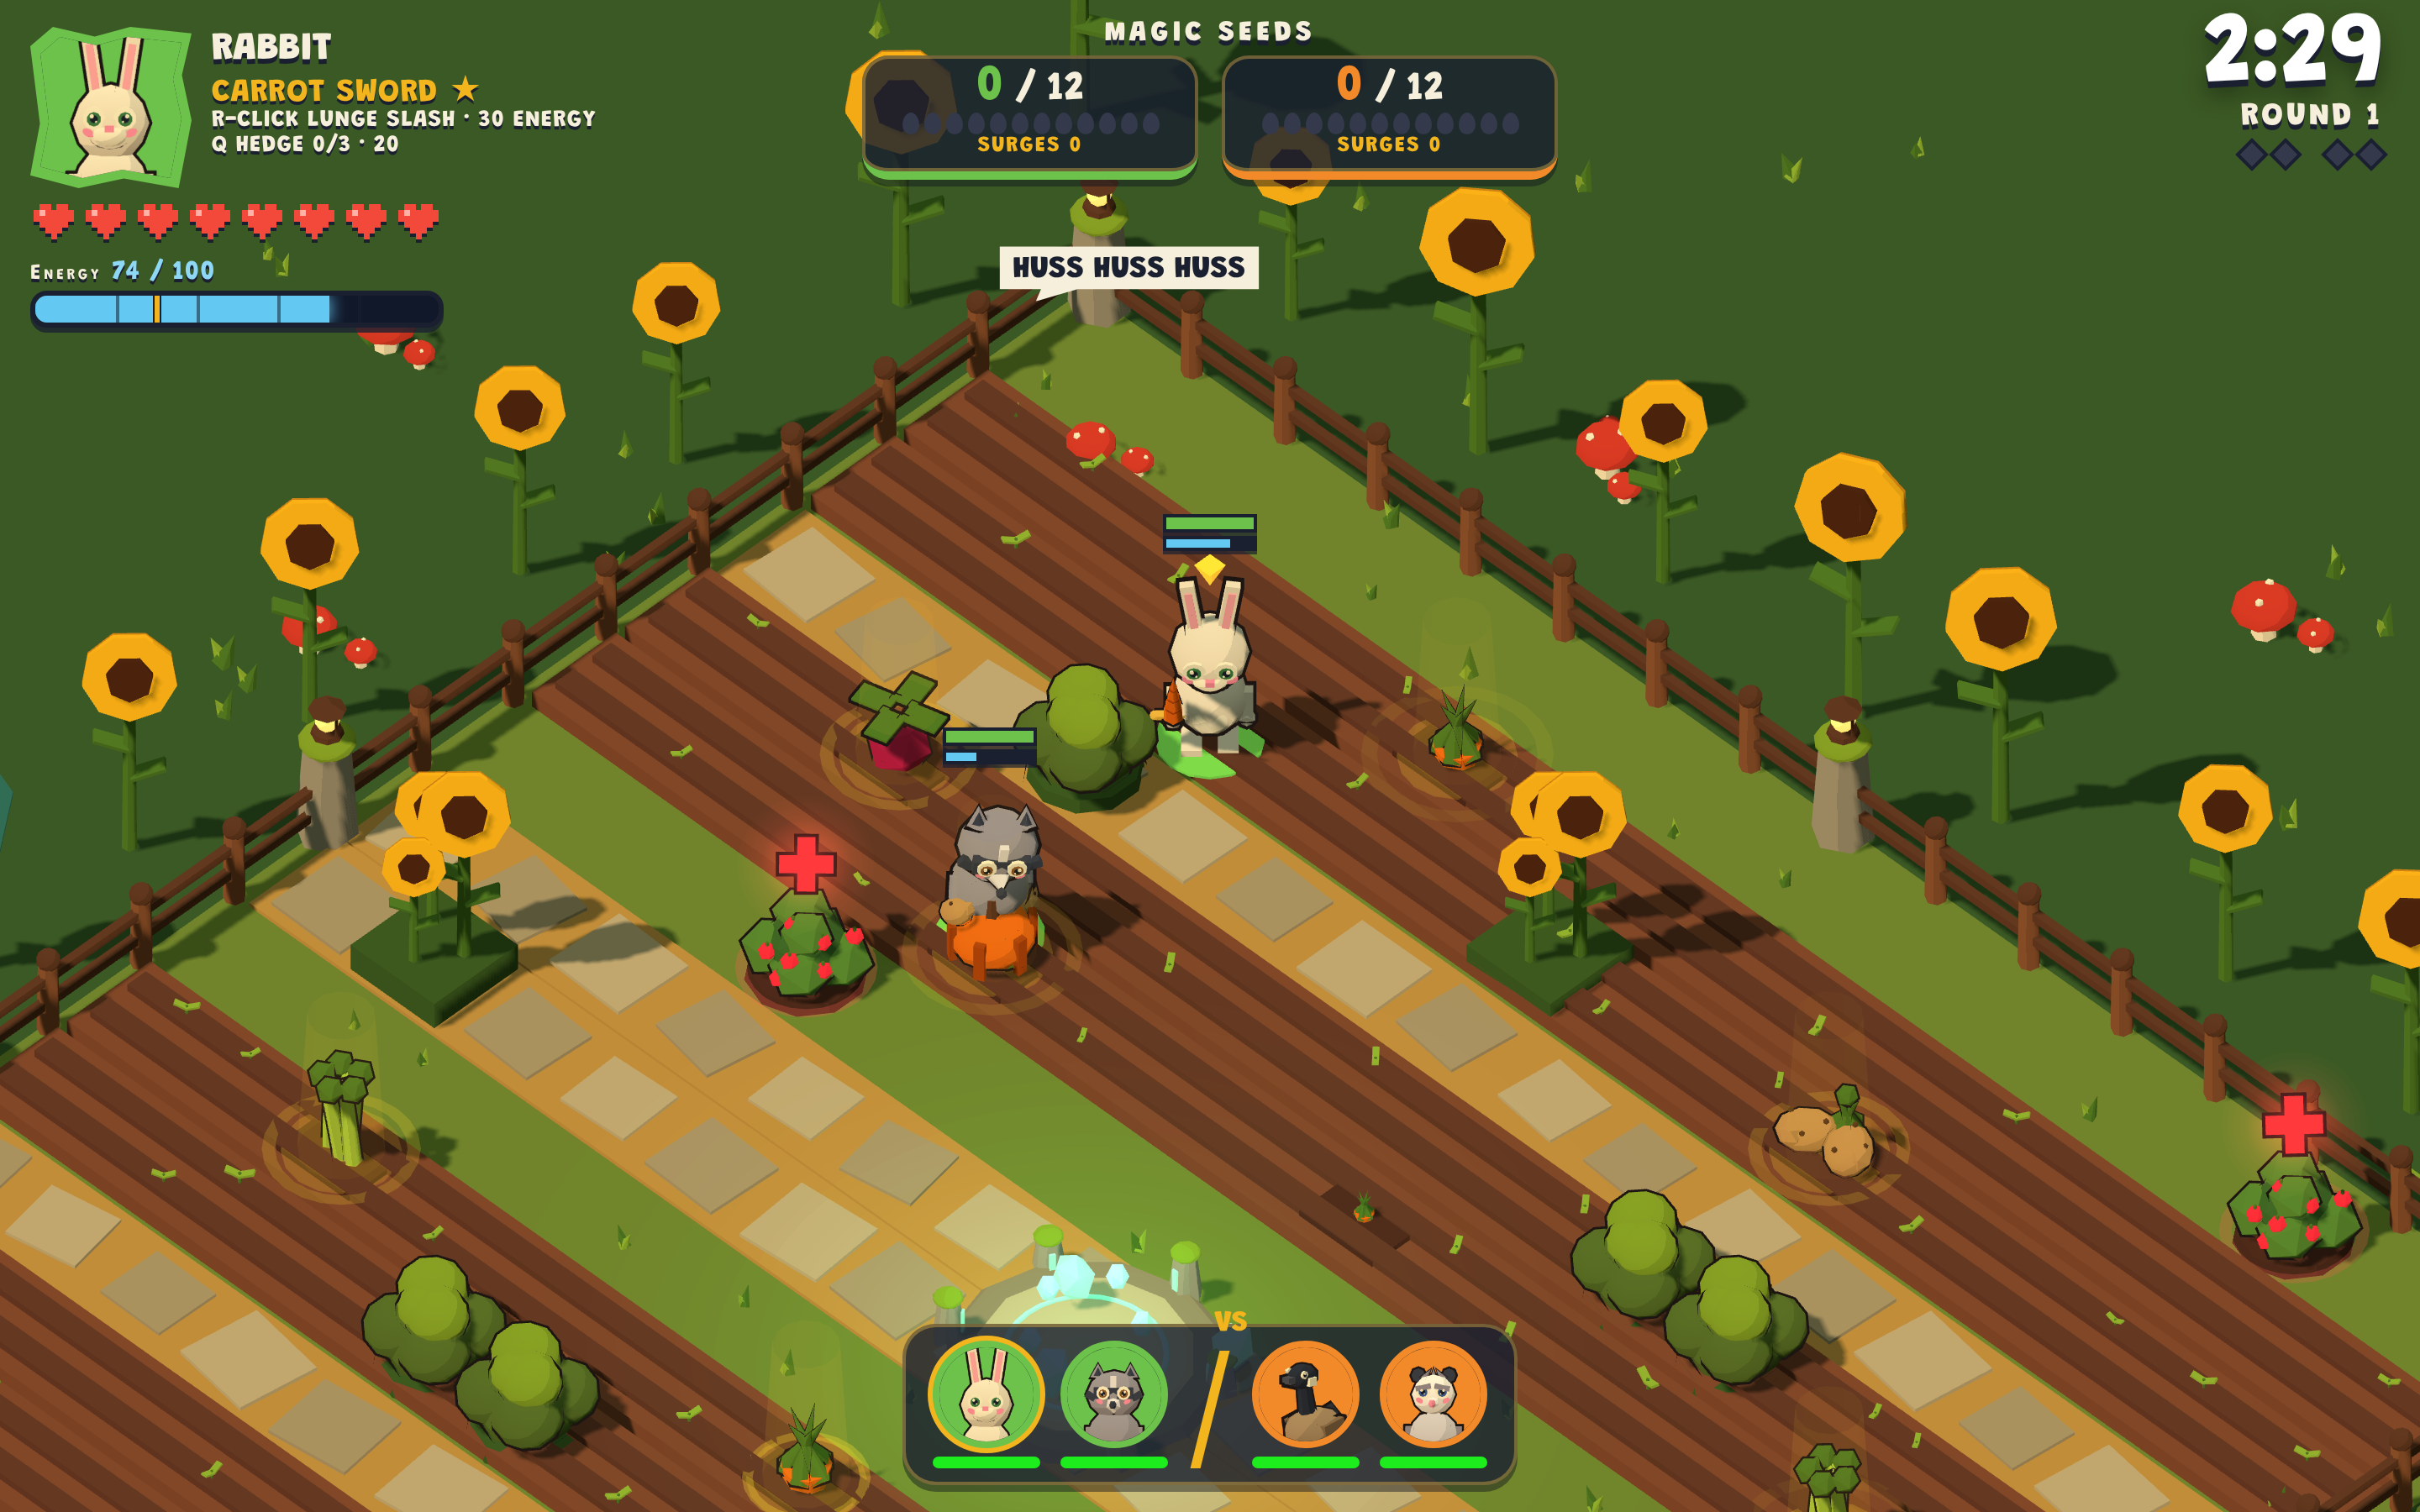 RABBIT
CARROT SWORD ★
R-CLICK LUNGE SLASH · 30 ENERGY
Q HEDGE 0/3 · 20
ENERGY 74 / 100
MAGIC SEEDS
0 / 12
SURGES 0
0 / 12
SURGES 0
2:29
ROUND 1
HUSS HUSS HUSS
VS